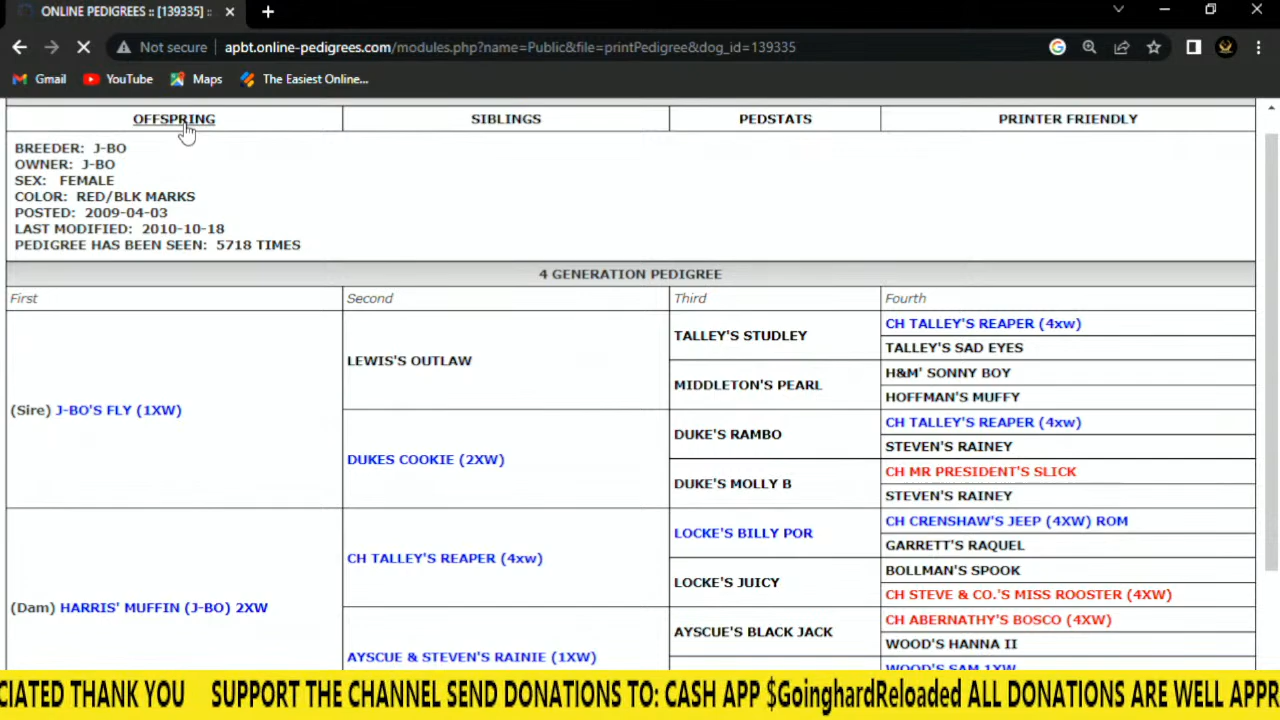 ONLINE PEDIGREES :: [139335] ::
Not secure apbt.online-pedigrees.com/modules.php?name=Public&file=printPedigree&dog_id=139335
Gmail YouTube Maps The Easiest Online...
OFFSPRING SIBLINGS PEDSTATS PRINTER FRIENDLY
BREEDER: J-BO
OWNER: J-BO
SEX: FEMALE
COLOR: RED/BLK MARKS
POSTED: 2009-04-03
LAST MODIFIED: 2010-10-18
PEDIGREE HAS BEEN SEEN: 5718 TIMES
4 GENERATION PEDIGREE
First Second Third Fourth
CH TALLEY'S REAPER (4xw)
TALLEY'S STUDLEY
TALLEY'S SAD EYES
LEWIS'S OUTLAW
H&M' SONNY BOY
MIDDLETON'S PEARL
HOFFMAN'S MUFFY
(Sire) J-BO'S FLY (1XW)
CH TALLEY'S REAPER (4xw)
DUKE'S RAMBO
STEVEN'S RAINEY
DUKES COOKIE (2XW)
CH MR PRESIDENT'S SLICK
DUKE'S MOLLY B
STEVEN'S RAINEY
CH CRENSHAW'S JEEP (4XW) ROM
LOCKE'S BILLY POR
GARRETT'S RAQUEL
CH TALLEY'S REAPER (4xw)
BOLLMAN'S SPOOK
LOCKE'S JUICY
CH STEVE & CO.'S MISS ROOSTER (4XW)
(Dam) HARRIS' MUFFIN (J-BO) 2XW
CH ABERNATHY'S BOSCO (4XW)
AYSCUE'S BLACK JACK
WOOD'S HANNA II
AYSCUE & STEVEN'S RAINIE (1XW)
WOOD'S SAM 1XW
CIATED THANK YOU SUPPORT THE CHANNEL SEND DONATIONS TO: CASH APP $GoinghardReloaded ALL DONATIONS ARE WELL APPR